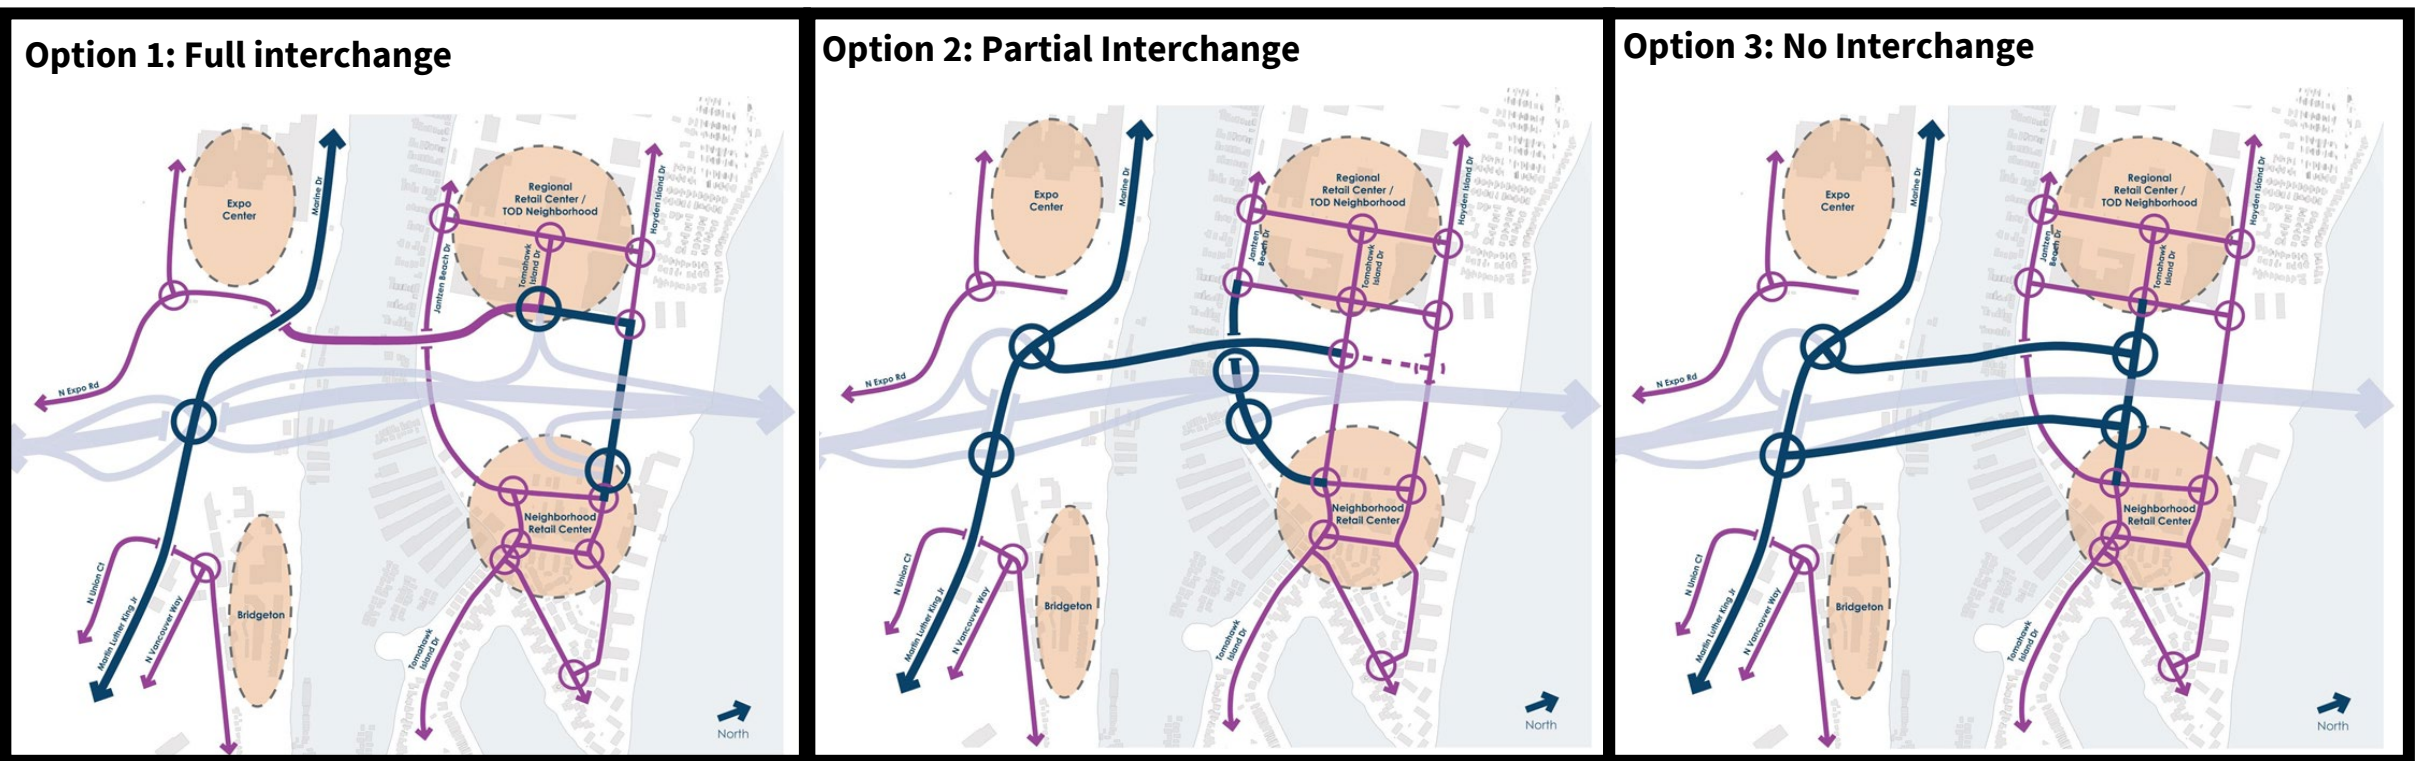 Option 1: Full interchange
Expo
Center
Marine Dr
Regional
Retail Center /
TOD Neighborhood
Hayden Island Dr
Jantzen Beach Dr
Tomahawk
Island Dr
N Expo Rd
Neighborhood
Retail Center
N Union Ct
Martin Luther King Jr
N Vancouver Way
Bridgeton
Tomahawk
Island Dr
North
Option 2: Partial Interchange
Expo
Center
Marine Dr
Regional
Retail Center /
TOD Neighborhood
Hayden Island Dr
Jantzen
Beach Dr
Tomahawk
Island Dr
N Expo Rd
Neighborhood
Retail Center
N Union Ct
Martin Luther King Jr
N Vancouver Way
Bridgeton
Tomahawk
Island Dr
North
Option 3: No Interchange
Expo
Center
Marine Dr
Regional
Retail Center /
TOD Neighborhood
Hayden Island Dr
Jantzen
Beach Dr
Tomahawk
Island Dr
N Expo Rd
Neighborhood
Retail Center
N Union Ct
Martin Luther King Jr
N Vancouver Way
Bridgeton
Tomahawk
Island Dr
North